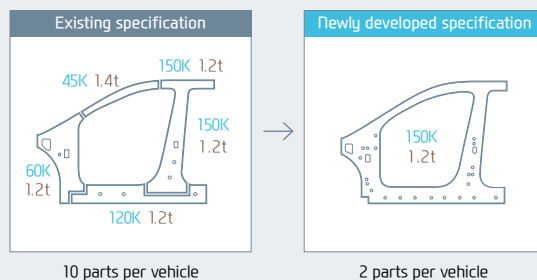 Existing specification
150K 1.2t
45K 1.4t
150K
1.2t
60K
1.2t
120K 1.2t
10 parts per vehicle
Newly developed specification
150K
1.2t
2 parts per vehicle